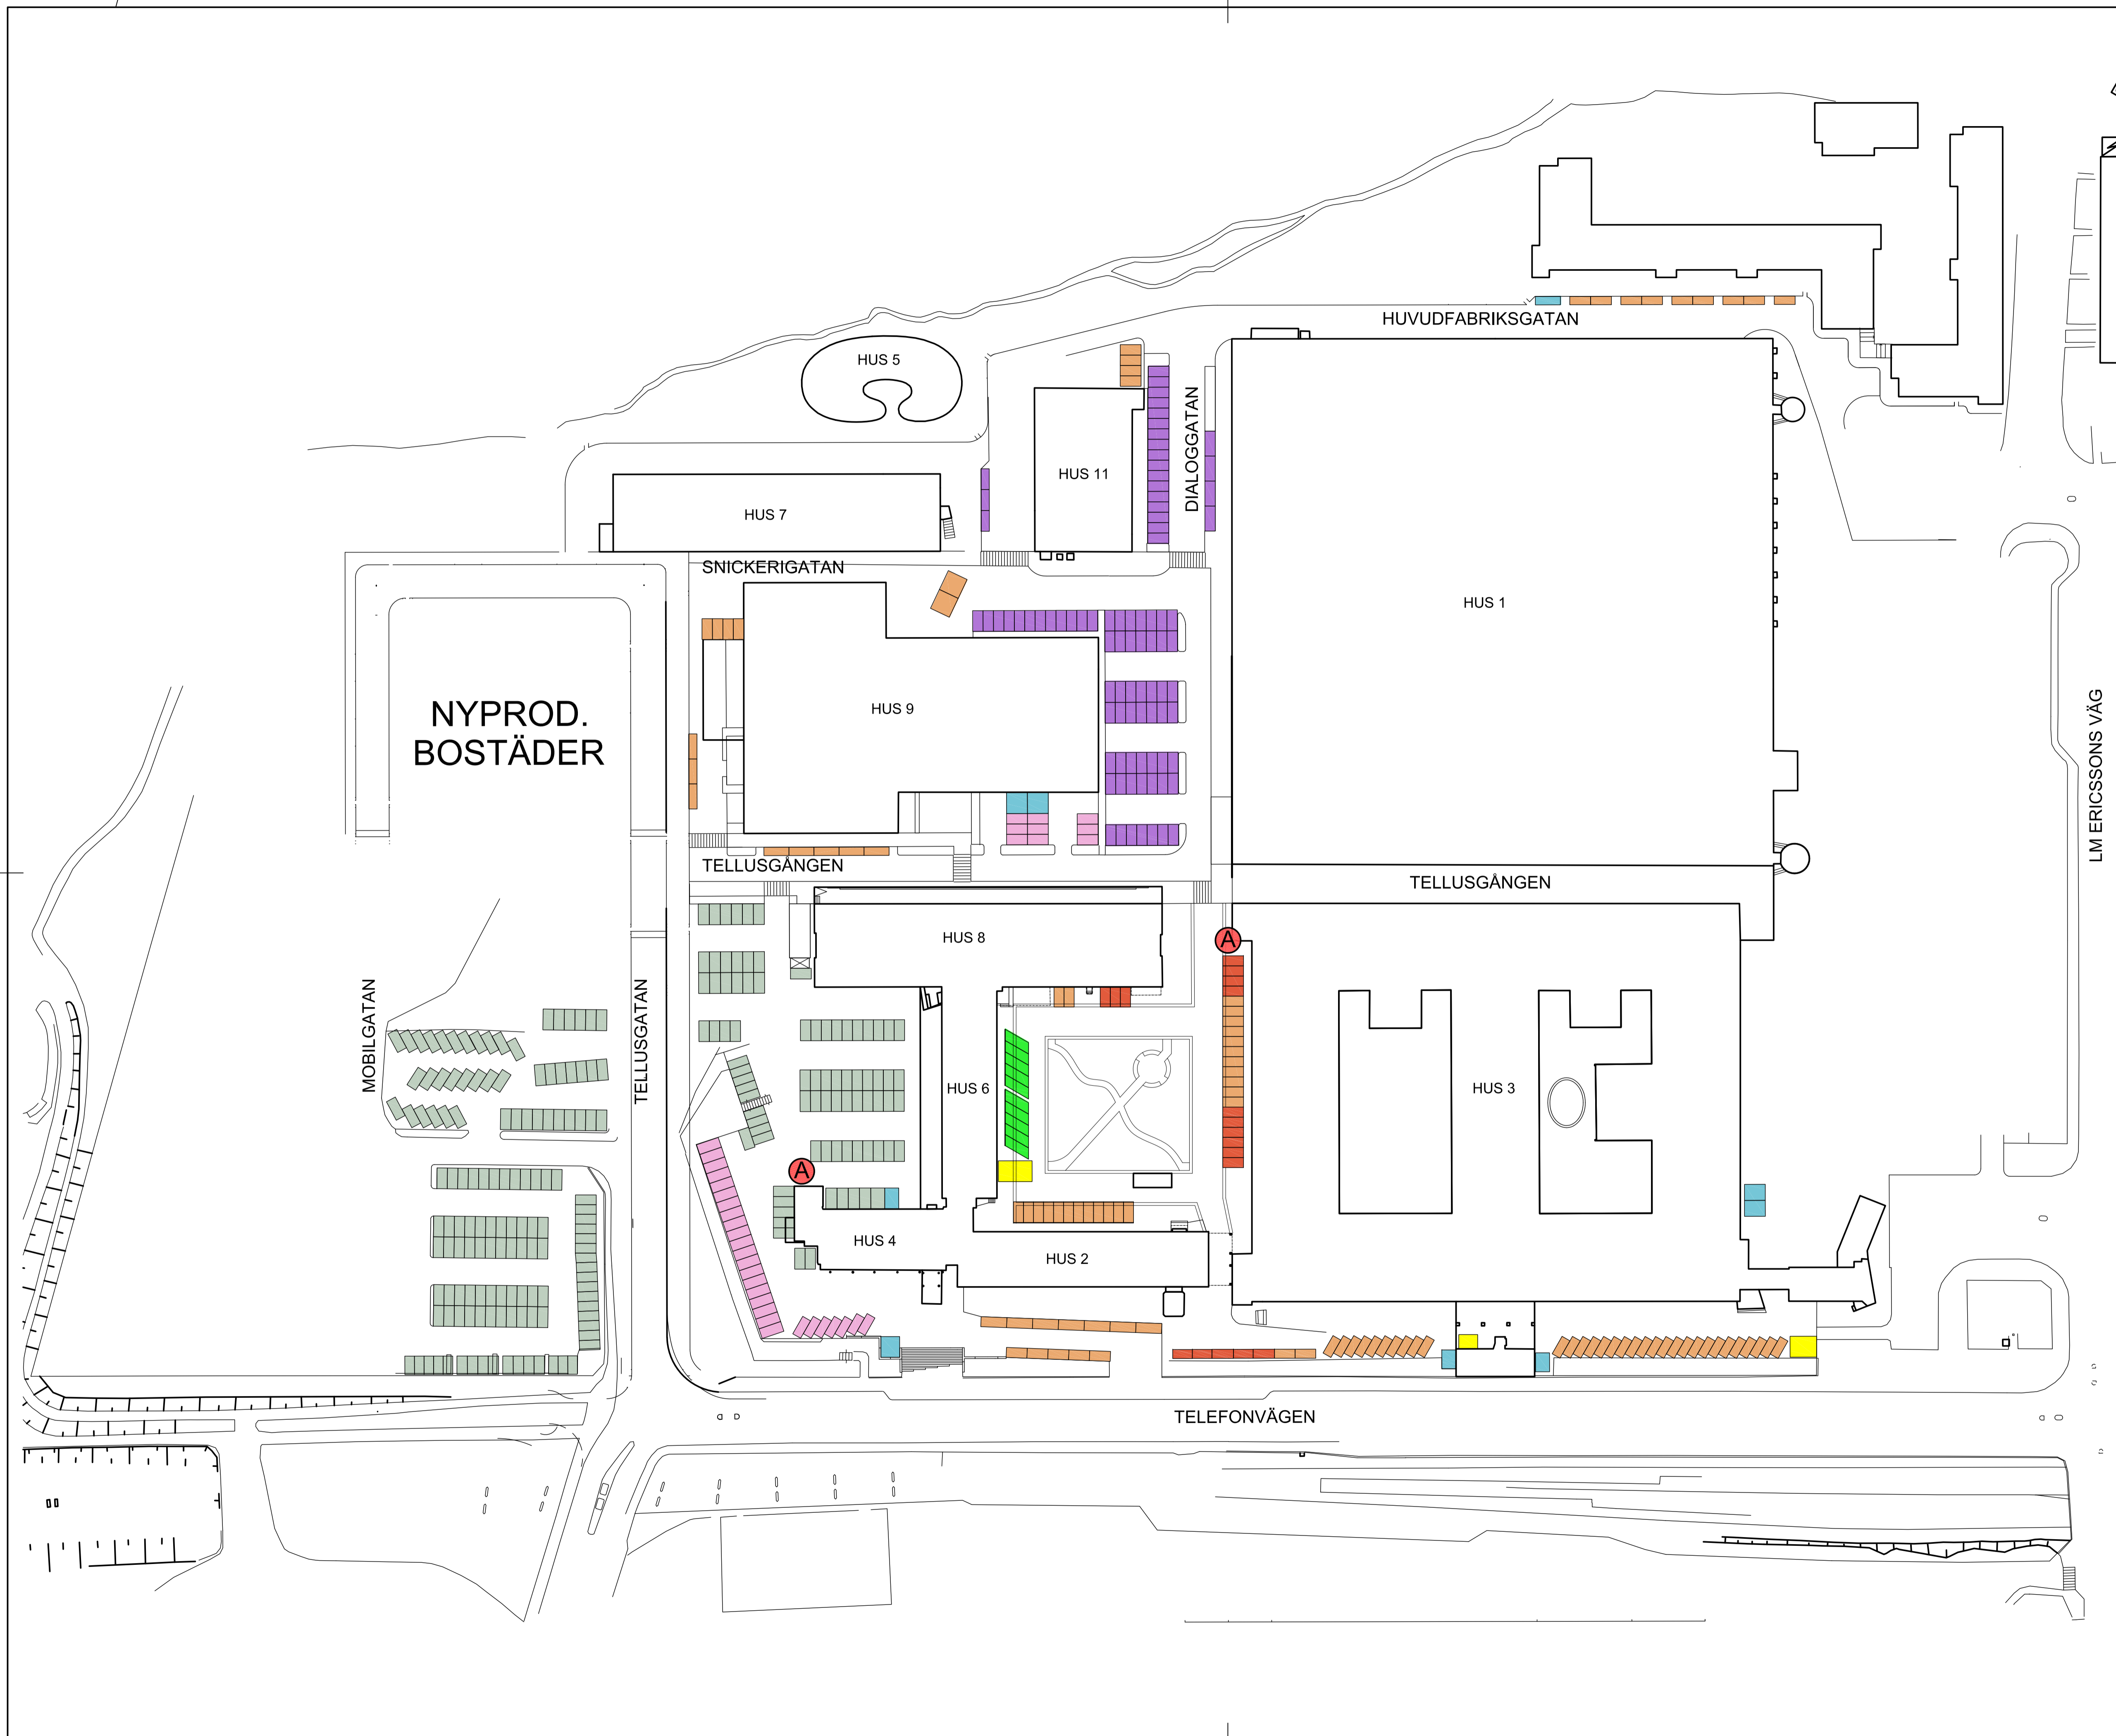 HUVUDFABRIKSGATAN
HUS 5
DIALOGGATAN
HUS 11
HUS 7
SNICKERIGATAN
HUS 1
NYPROD.
BOSTÄDER
HUS 9
LM ERICSSONS VÄG
TELLUSGÅNGEN
TELLUSGÅNGEN
HUS 8
A
MOBILGATAN
TELLUSGATAN
HUS 6
HUS 3
A
HUS 4
HUS 2
TELEFONVÄGEN